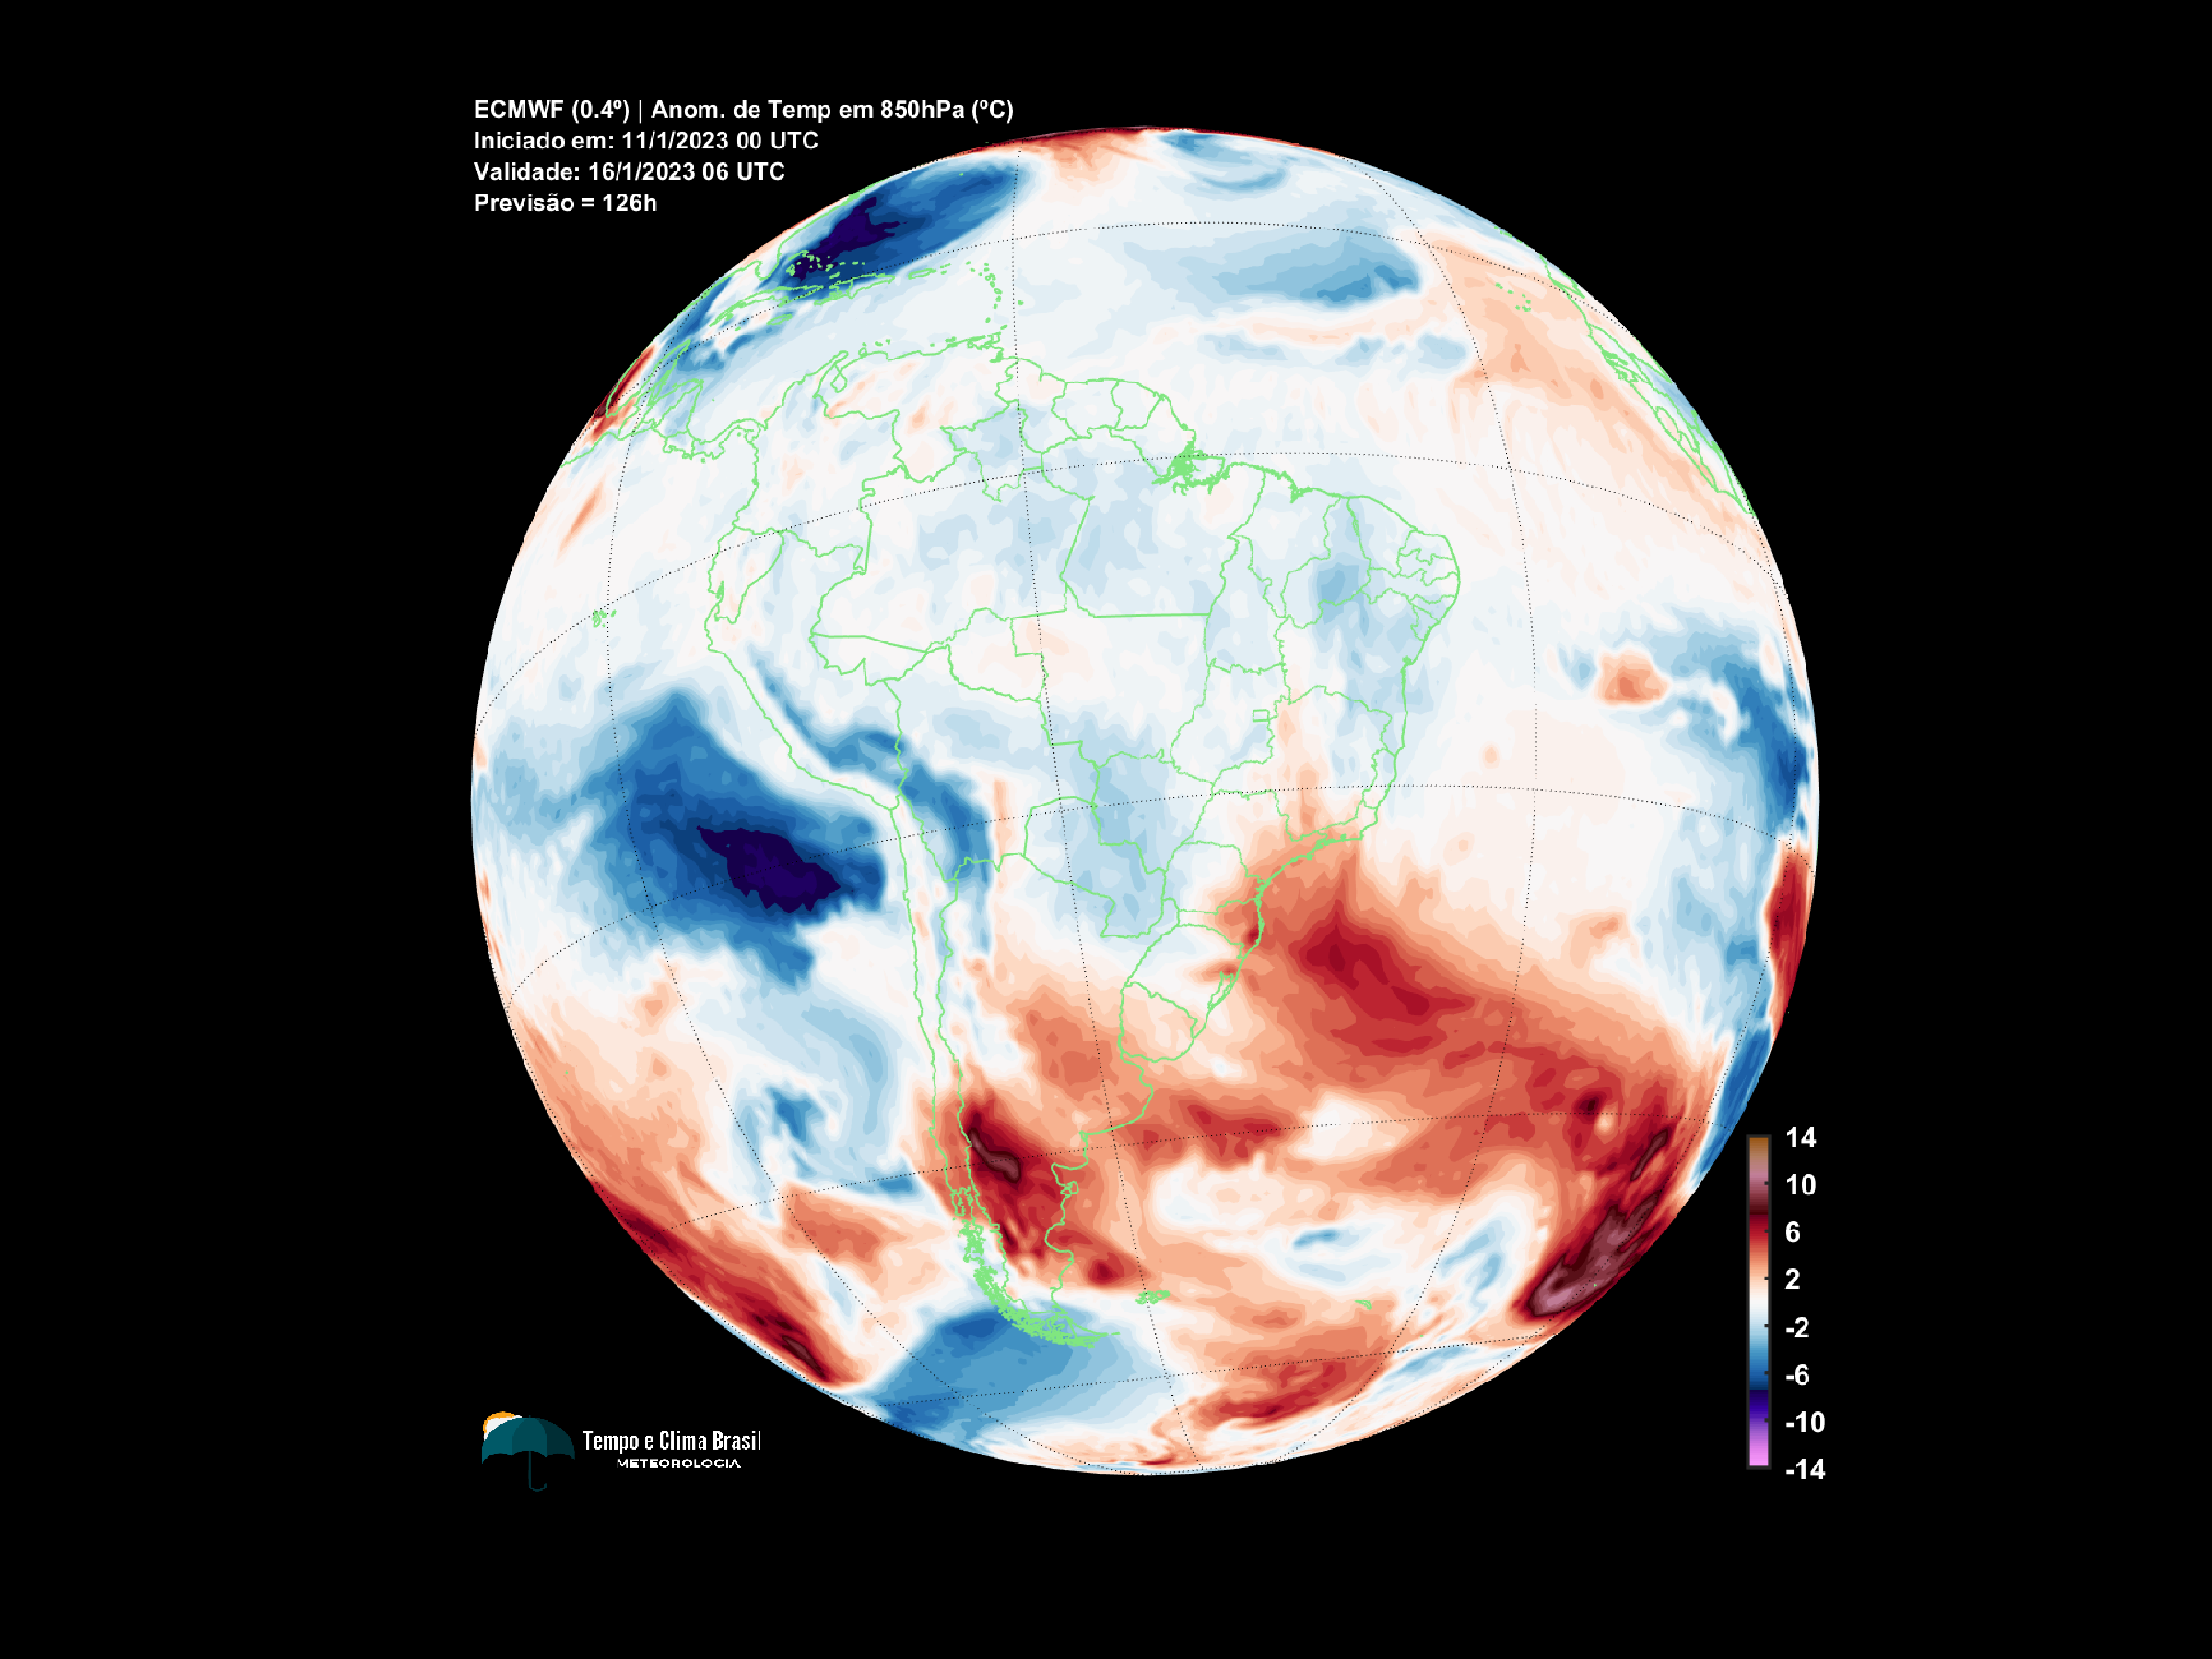 ECMWF (0.4º) | Anom. de Temp em 850hPa (ºC)
Iniciado em: 11/1/2023 00 UTC
Validade: 16/1/2023 06 UTC
Previsão = 126h
14
10
6
2
-2
-6
-10
-14
Tempo e Clima Brasil
METEOROLOGIA